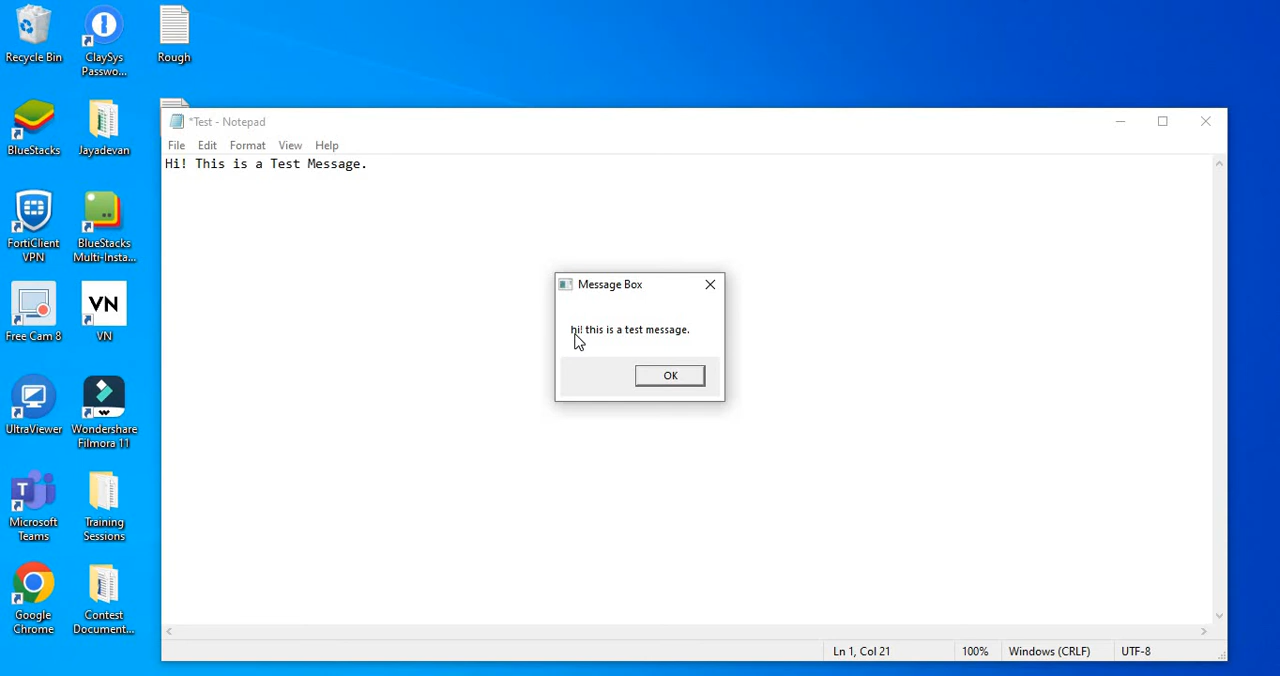 Recycle Bin
ClaySys
Passwo...
Rough
BlueStacks
Jayadevan
FortiClient
VPN
BlueStacks
Multi-Insta...
Free Cam 8
VN
VN
UltraViewer
Wondershare
Filmora 11
T
Microsoft
Teams
Training
Sessions
Google
Chrome
Contest
Document...
*Test - Notepad
File Edit Format View Help
Hi! This is a Test Message.
Message Box
hi! this is a test message.
OK
Ln 1, Col 21 100% Windows (CRLF) UTF-8